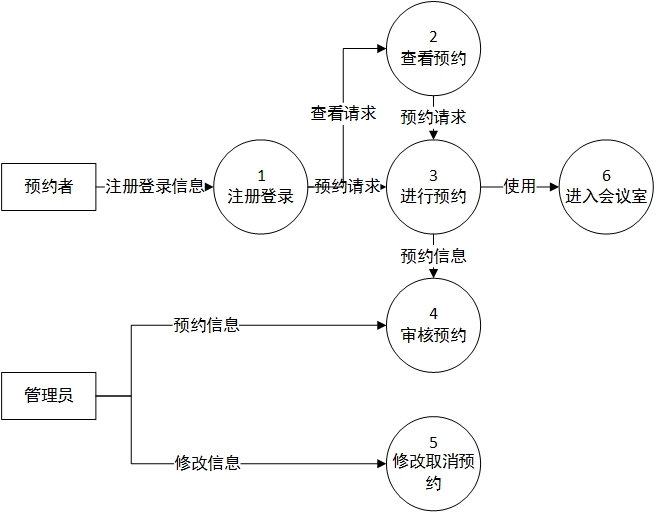 2
查看预约
查看请求
预约请求
预约者
注册登录信息
1
注册登录
预约请求
3
进行预约
使用
6
进入会议室
预约信息
4
审核预约
预约信息
管理员
修改信息
5
修改取消预
约